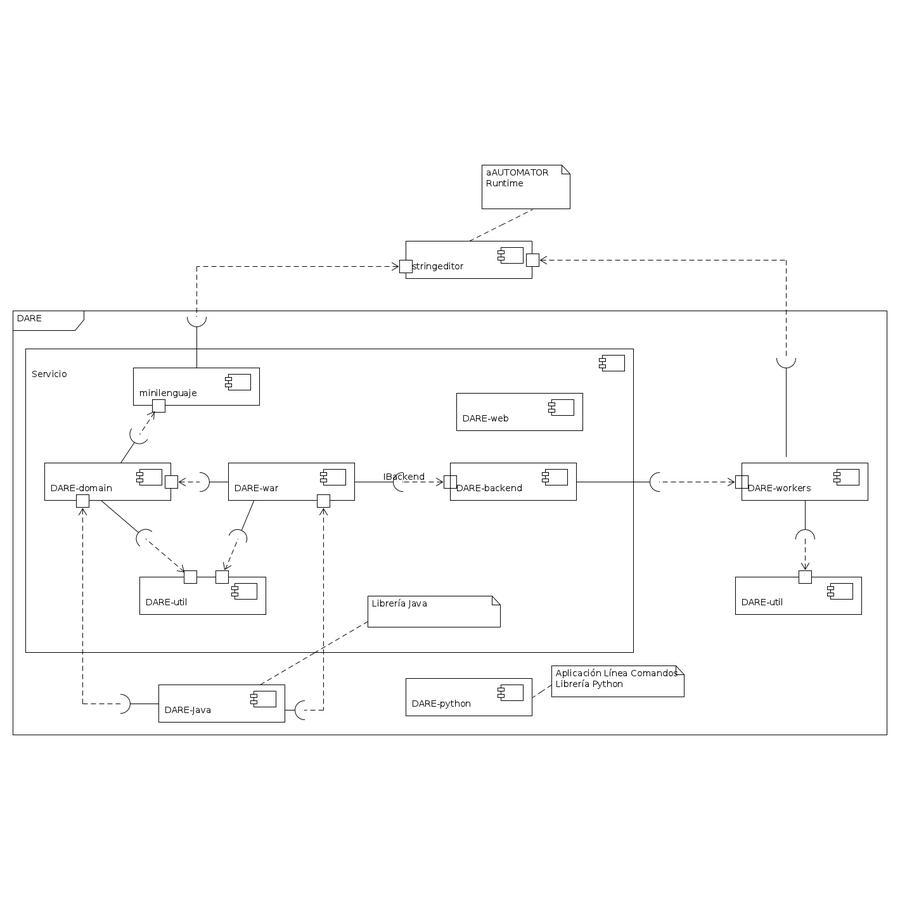 aAUTOMATOR
Runtime
stringeditor
DARE
Servicio
minilenguaje
DARE-web
DARE-domain
DARE-war
IBackend
DARE-backend
DARE-workers
DARE-util
DARE-util
Librería Java
Aplicación Línea Comandos
Librería Python
DARE-Java
DARE-python